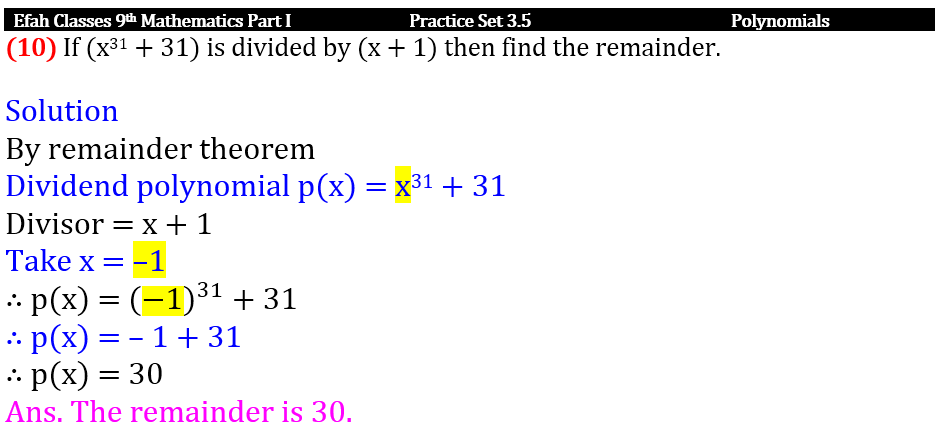 Efah Classes 9ᵗʰ Mathematics Part I Practice Set 3.5 Polynomials
(10) If (x³¹ + 31) is divided by (x + 1) then find the remainder.
Solution
By remainder theorem
Dividend polynomial p(x) = x³¹ + 31
Divisor = x + 1
Take x = –1
∴ p(x) = (−1)³¹ + 31
∴ p(x) = – 1 + 31
∴ p(x) = 30
Ans. The remainder is 30.